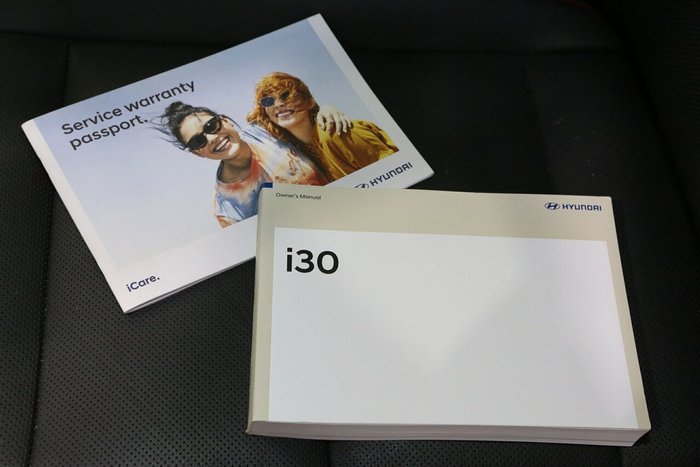 Service warranty
passport.
HYUNDAI
iCare.
Owner's Manual
HYUNDAI
i30